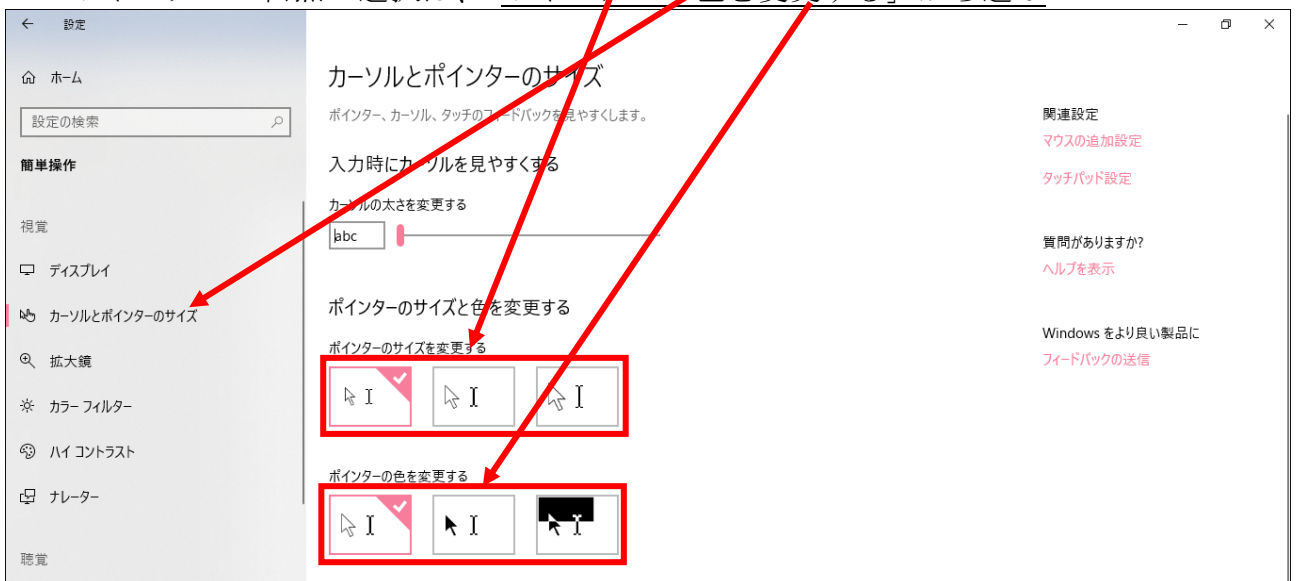 設定
ホーム
設定の検索
簡単操作
視覚
ディスプレイ
カーソルとポインターのサイズ
拡大鏡
カラー フィルター
ハイ コントラスト
ナレーター
聴覚
カーソルとポインターのサイズ
ポインター、カーソル、タッチのフィードバックを見やすくします。
入力時にカーソルを見やすくする
カーソルの太さを変更する
abc
ポインターのサイズと色を変更する
ポインターのサイズを変更する
ポインターの色を変更する
関連設定
マウスの追加設定
タッチパッド設定
質問がありますか?
ヘルプを表示
Windows をより良い製品に
フィードバックの送信